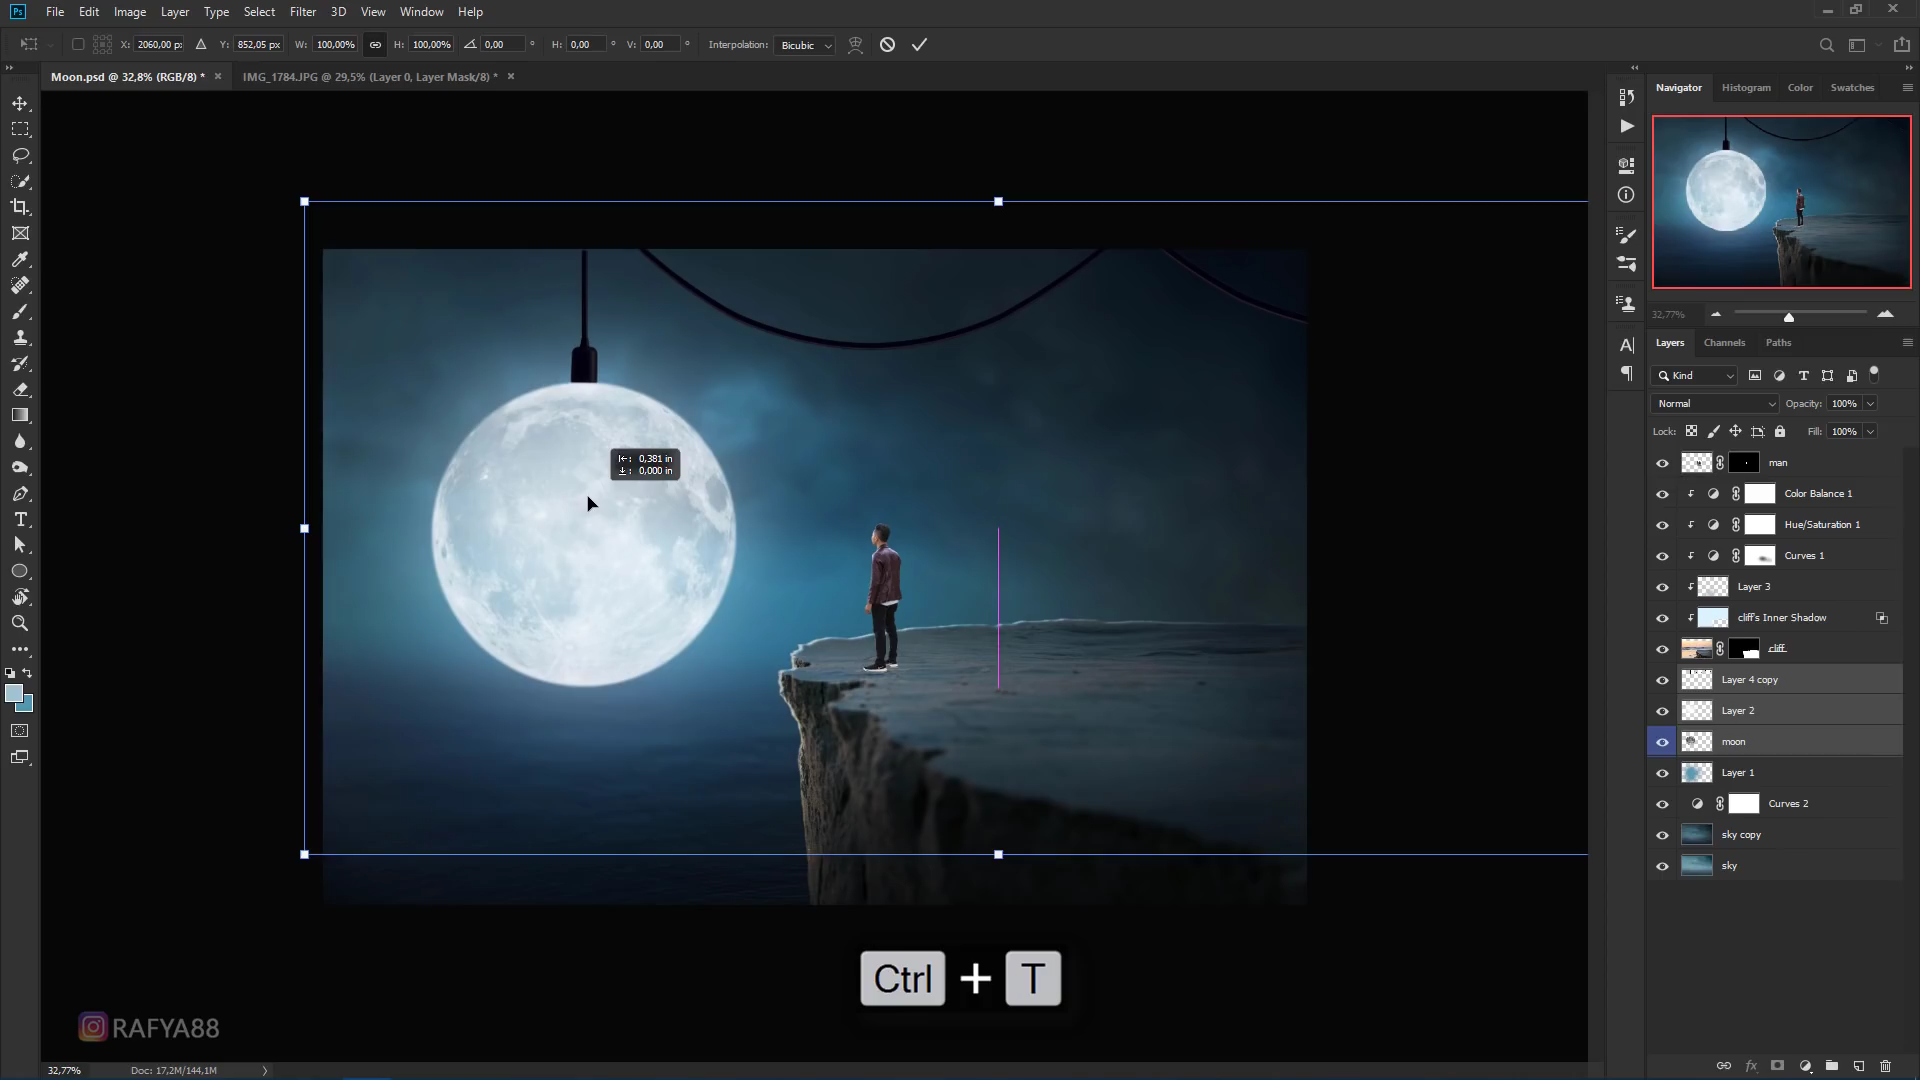 Ps File Edit Image Layer Type Select Filter 3D View Window Help
X: 2060,00 p: Y: 852,05 p: W: 100,00% H: 100,00% 0,00 ° H: 0,00 ° V: 0,00 ° Interpolation: Bicubic
Moon.psd @ 32,8% (RGB/8) * × IMG_1784.JPG @ 29,5% (Layer 0, Layer Mask/8) * ×
Navigator Histogram Color Swatches
32,77%
Layers Channels Paths
Kind
Normal Opacity: 100%
Lock: Fill: 100%
man
Color Balance 1
Hue/Saturation 1
Curves 1
Layer 3
cliff's Inner Shadow
cliff
Layer 4 copy
Layer 2
moon
Layer 1
Curves 2
sky copy
sky
0,381 in
0,000 in
Ctrl + T
RAFYA88
32,77% Doc: 17,2M/144,1M